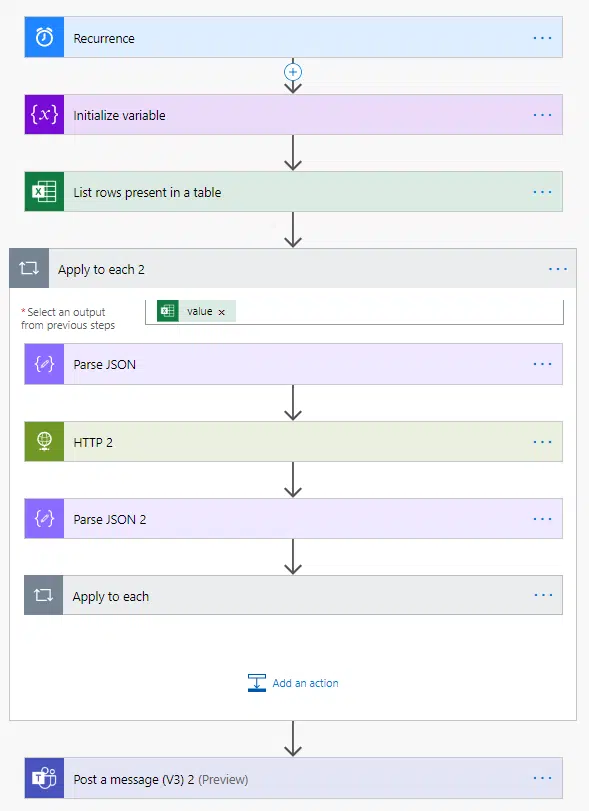 Recurrence
Initialize variable
List rows present in a table
Apply to each 2
* Select an output
from previous steps
value
Parse JSON
HTTP 2
Parse JSON 2
Apply to each
Add an action
Post a message (V3) 2 (Preview)